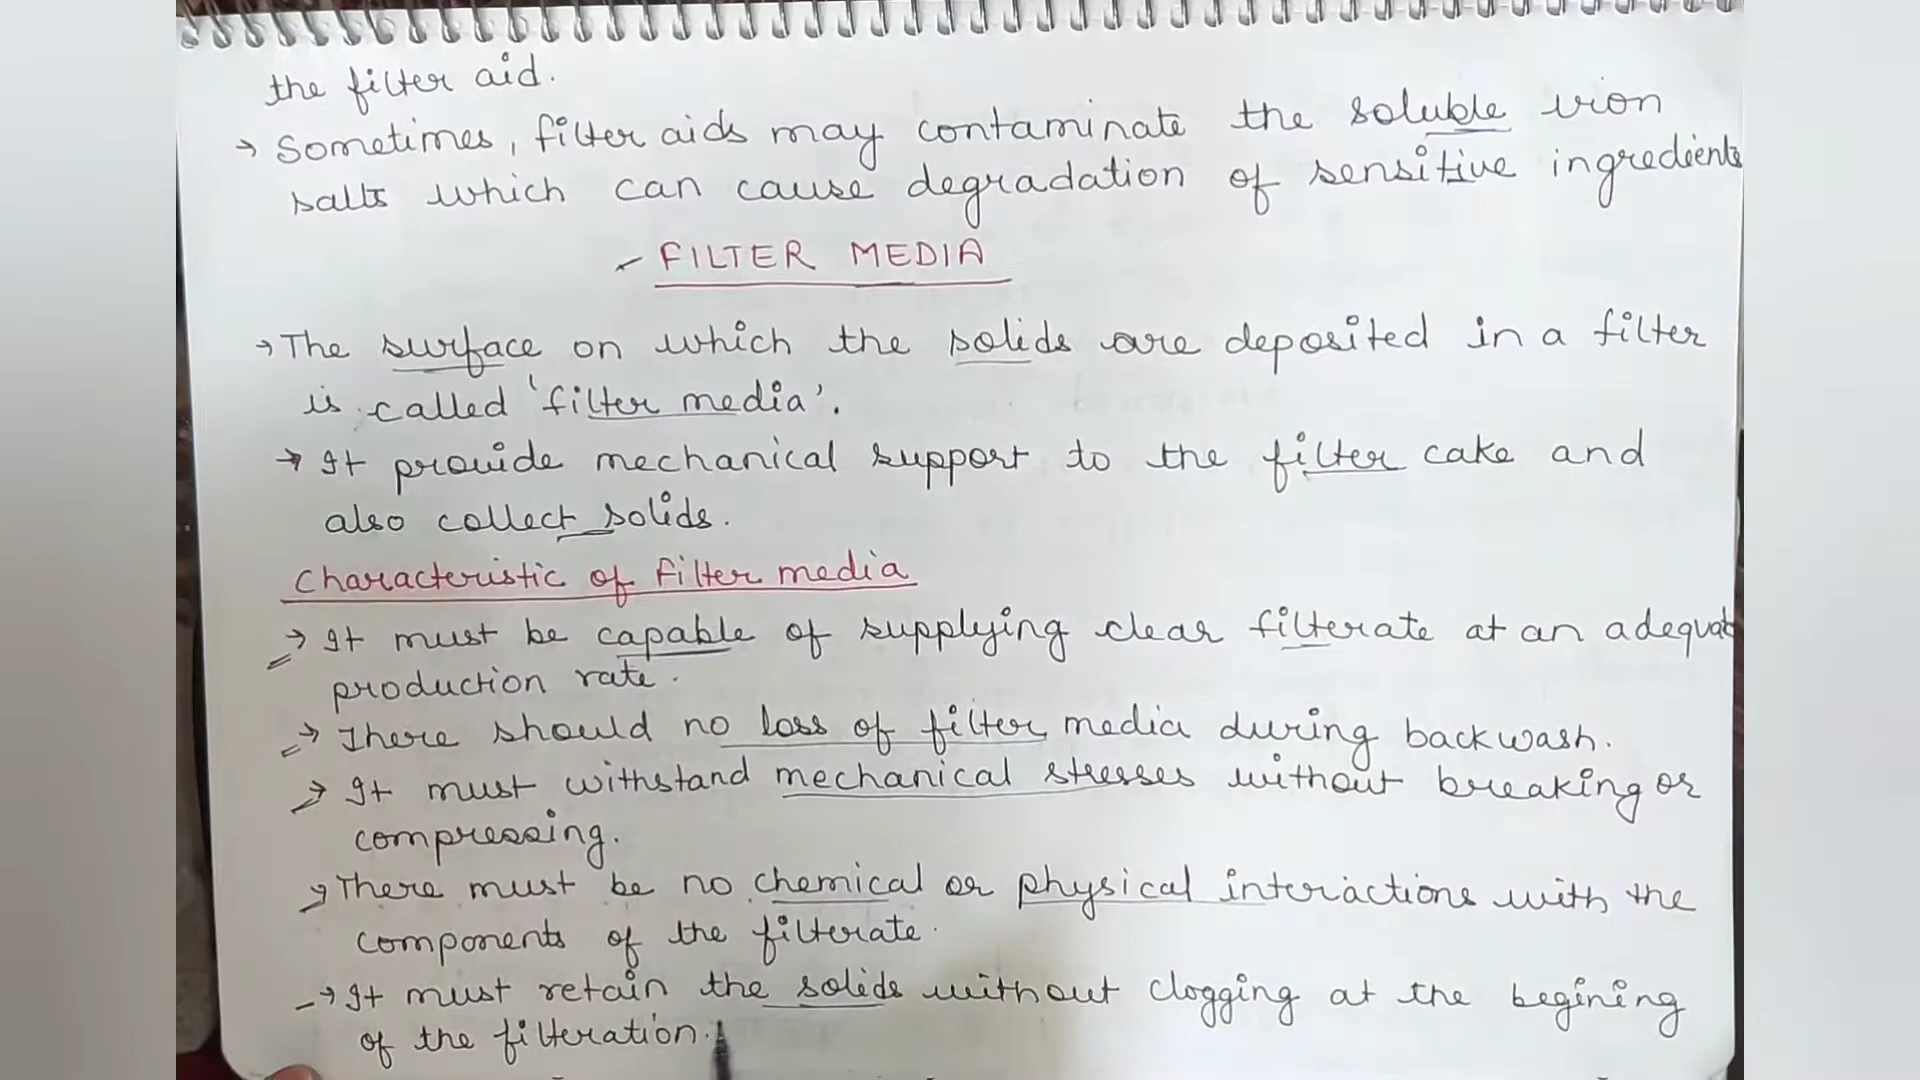 the filter aid.
→ Sometimes, filter aids may contaminate the soluble iron
salts which can cause degradation of sensitive ingredients
FILTER MEDIA
→ The surface on which the solids are deposited in a filter
is called 'filter media'.
→ It provide mechanical support to the filter cake and
also collect solids.
Characteristic of filter media
→ It must be capable of supplying clear filterate at an adequat
production rate.
→ There should no loss of filter media during backwash.
→ It must withstand mechanical stresses without breaking or
compressing.
→ There must be no chemical or physical interactions with the
components of the filterate.
→ It must retain the solids without clogging at the begining
of the filteration.